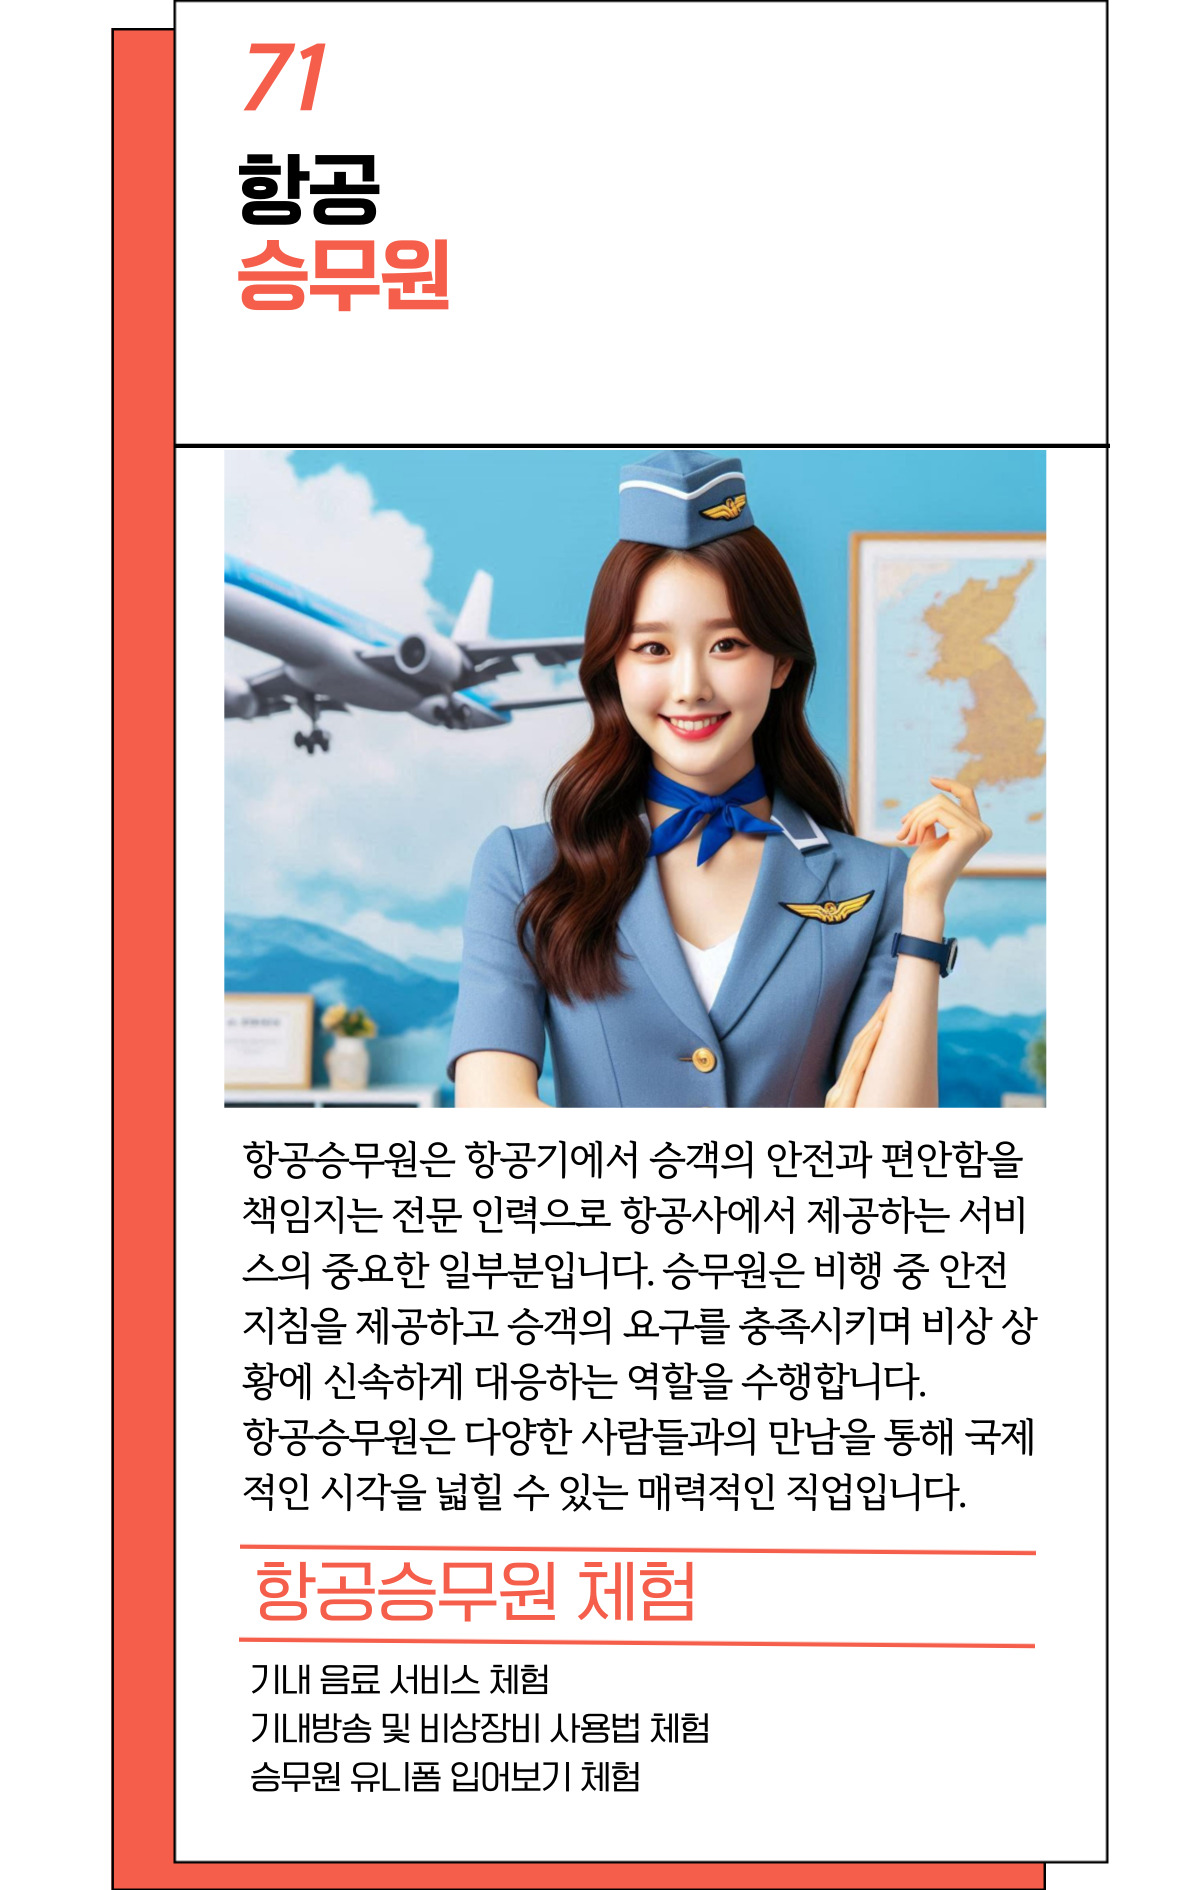 71
항공
승무원
항공승무원은 항공기에서 승객의 안전과 편안함을
책임지는 전문 인력으로 항공사에서 제공하는 서비
스의 중요한 일부분입니다. 승무원은 비행 중 안전
지침을 제공하고 승객의 요구를 충족시키며 비상 상
황에 신속하게 대응하는 역할을 수행합니다.
항공승무원은 다양한 사람들과의 만남을 통해 국제
적인 시각을 넓힐 수 있는 매력적인 직업입니다.
항공승무원 체험
기내 음료 서비스 체험
기내방송 및 비상장비 사용법 체험
승무원 유니폼 입어보기 체험